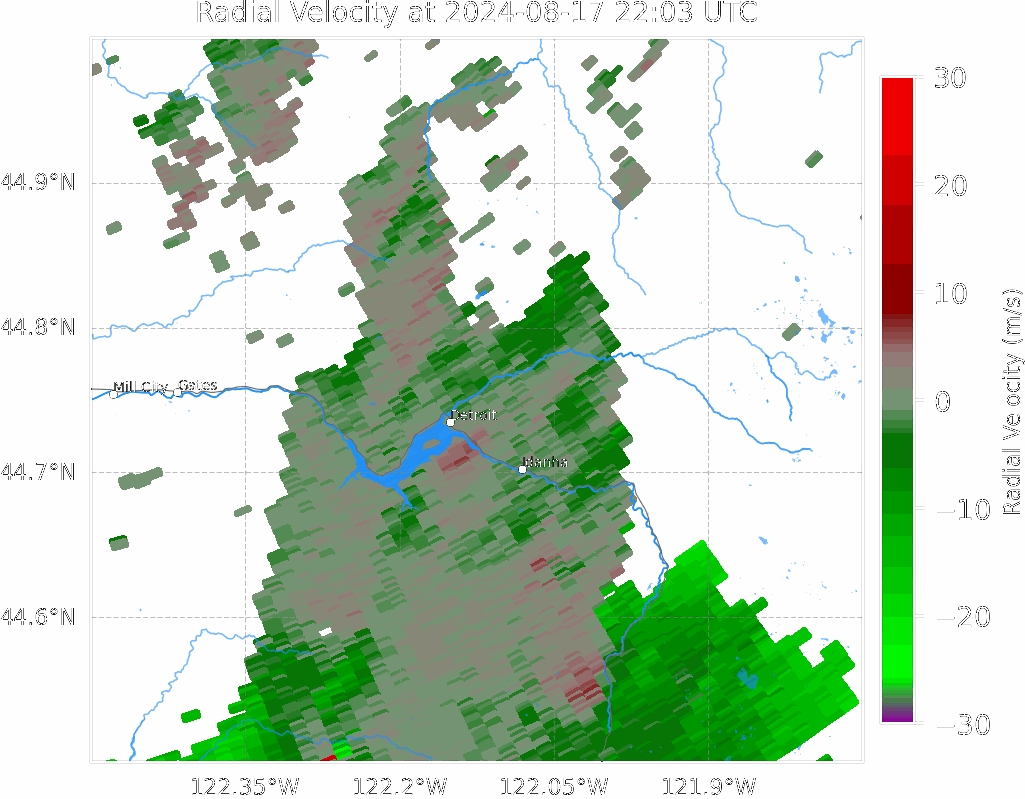 Radial Velocity at 2024-08-17 22:03 UTC
30
20
10
0
−10
−20
−30
Radial Velocity (m/s)
44.9°N
44.8°N
44.7°N
44.6°N
Mill City
Gates
Detroit
Idanha
122.35°W
122.2°W
122.05°W
121.9°W